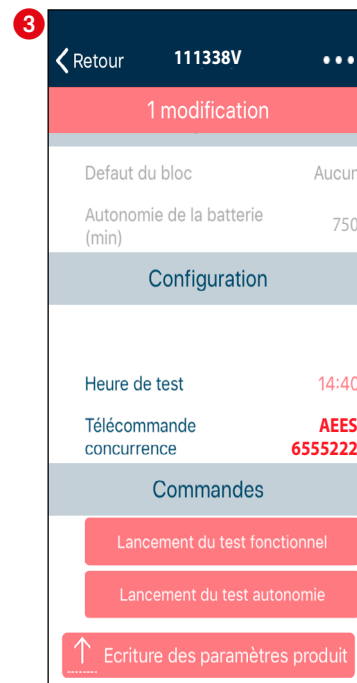 3
Retour 111338V
1 modification
Defaut du bloc Aucun
Autonomie de la batterie
(min) 750
Configuration
Heure de test 14:40
Télécommande AEES
concurrence 6555222
Commandes
Lancement du test fonctionnel
Lancement du test autonomie
Ecriture des paramètres produit